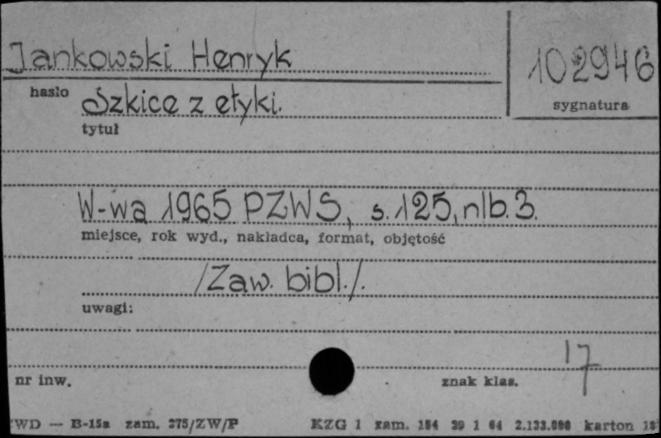 Jankowski Henryk
102946
hasło
Szkice z etyki.
sygnatura
tytuł
W-wa 1965 PZWS, s. 125, nlb. 3.
miejsce, rok wyd., nakładca, format, objętość
/Zaw. bibl./.
uwagi:
17
nr inw.
znak klas.
WD — B-15a zam. 275/ZW/P
KZG 1 zam. 184 29 1 64 2.133.000 karton